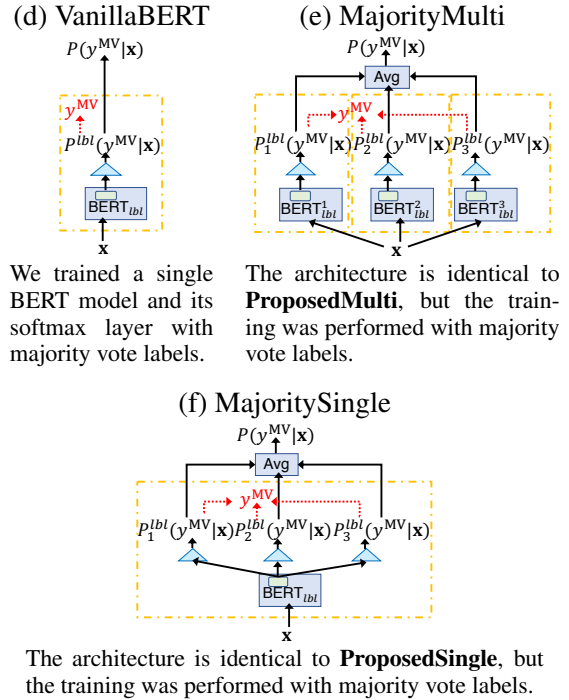 (d) VanillaBERT
P(y^MV|x)
y^MV
P^lbl(y^MV|x)
BERT_lbl
x
We trained a single
BERT model and its
softmax layer with
majority vote labels.
(e) MajorityMulti
P(y^MV|x)
Avg
y^MV
P_1^lbl(y^MV|x) P_2^lbl(y^MV|x) P_3^lbl(y^MV|x)
BERT_lbl^1 BERT_lbl^2 BERT_lbl^3
x
The architecture is identical to
ProposedMulti, but the train-
ing was performed with majority
vote labels.
(f) MajoritySingle
P(y^MV|x)
Avg
y^MV
P_1^lbl(y^MV|x) P_2^lbl(y^MV|x) P_3^lbl(y^MV|x)
BERT_lbl
x
The architecture is identical to ProposedSingle, but
the training was performed with majority vote labels.